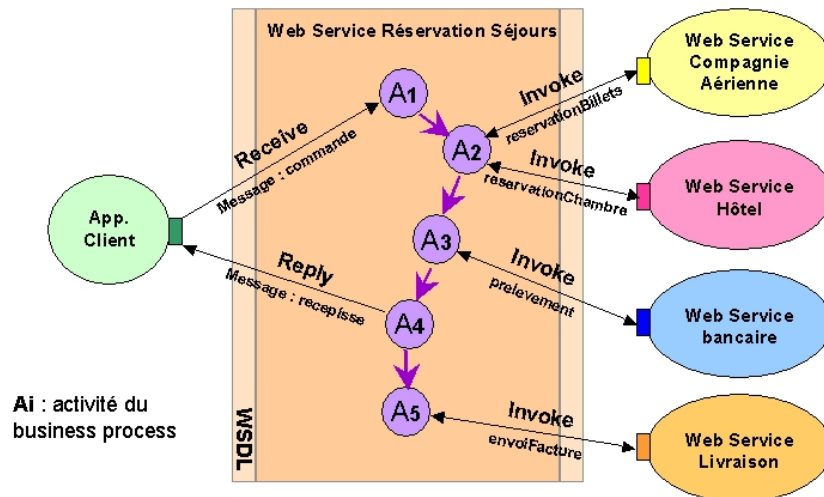 Web Service Réservation Séjours
Web Service
Compagnie
Aérienne
A1
Invoke
reservationBillets
Receive
Message : commande
A2
Invoke
reservationChambre
Web Service
Hôtel
App.
Client
A3
Reply
Message : recepisse
Invoke
prelevement
Web Service
bancaire
A4
Ai : activité du
business process
WSDL
A5
Invoke
envoiFacture
Web Service
Livraison